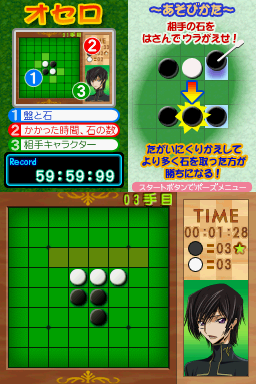 オセロ
1
2
3
1 盤と石
2 かかった時間、石の数
3 相手キャラクター
Record
59:59:99
～あそびかた～
相手の石を
はさんでウラがえせ！
たがいにくりかえして
より多く石を取った方が
勝ちになる！
スタートボタンでポーズメニュー
03手目
TIME
00:01:28
=03
=03